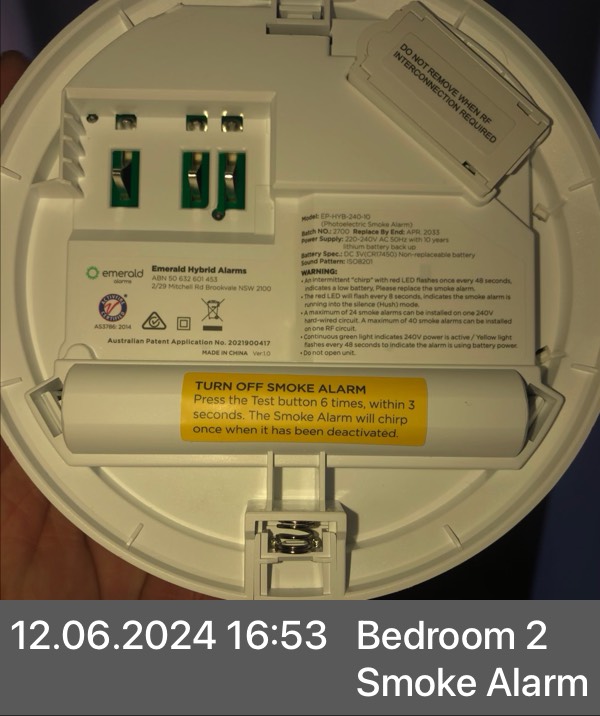 DO NOT REMOVE WHEN RF
INTERCONNECTION REQUIRED
Model: EP-HYB-240-10
(Photoelectric Smoke Alarm)
Batch NO.: 2700 Replace By End: APR, 2033
Power Supply: 220-240V AC 50Hz with 10 years
lithium battery back up
Battery Spec.: DC 3V(CR17450) Non-replaceable battery
Sound Pattern: ISO8201
WARNING:
• An intermittent "chirp" with red LED flashes once every 48 seconds,
indicates a low battery. Please replace the smoke alarm.
• The red LED will flash every 8 seconds, indicates the smoke alarm is
running into the silence (Hush) mode.
• A maximum of 24 smoke alarms can be installed on one 240V
hard-wired circuit. A maximum of 40 smoke alarms can be installed
on one RF circuit.
• Continuous green light indicates 240V power is active / Yellow light
flashes every 48 seconds to indicate the alarm is using battery power.
• Do not open unit.
emerald
Emerald Hybrid Alarms
ABN 50 632 601 453
2/29 Mitchell Rd Brookvale NSW 2100
AS3786: 2014
Australian Patent Application No. 2021900417
MADE IN CHINA Ver:1.0
TURN OFF SMOKE ALARM
Press the Test button 6 times, within 3
seconds. The Smoke Alarm will chirp
once when it has been deactivated.
12.06.2024 16:53 Bedroom 2
Smoke Alarm